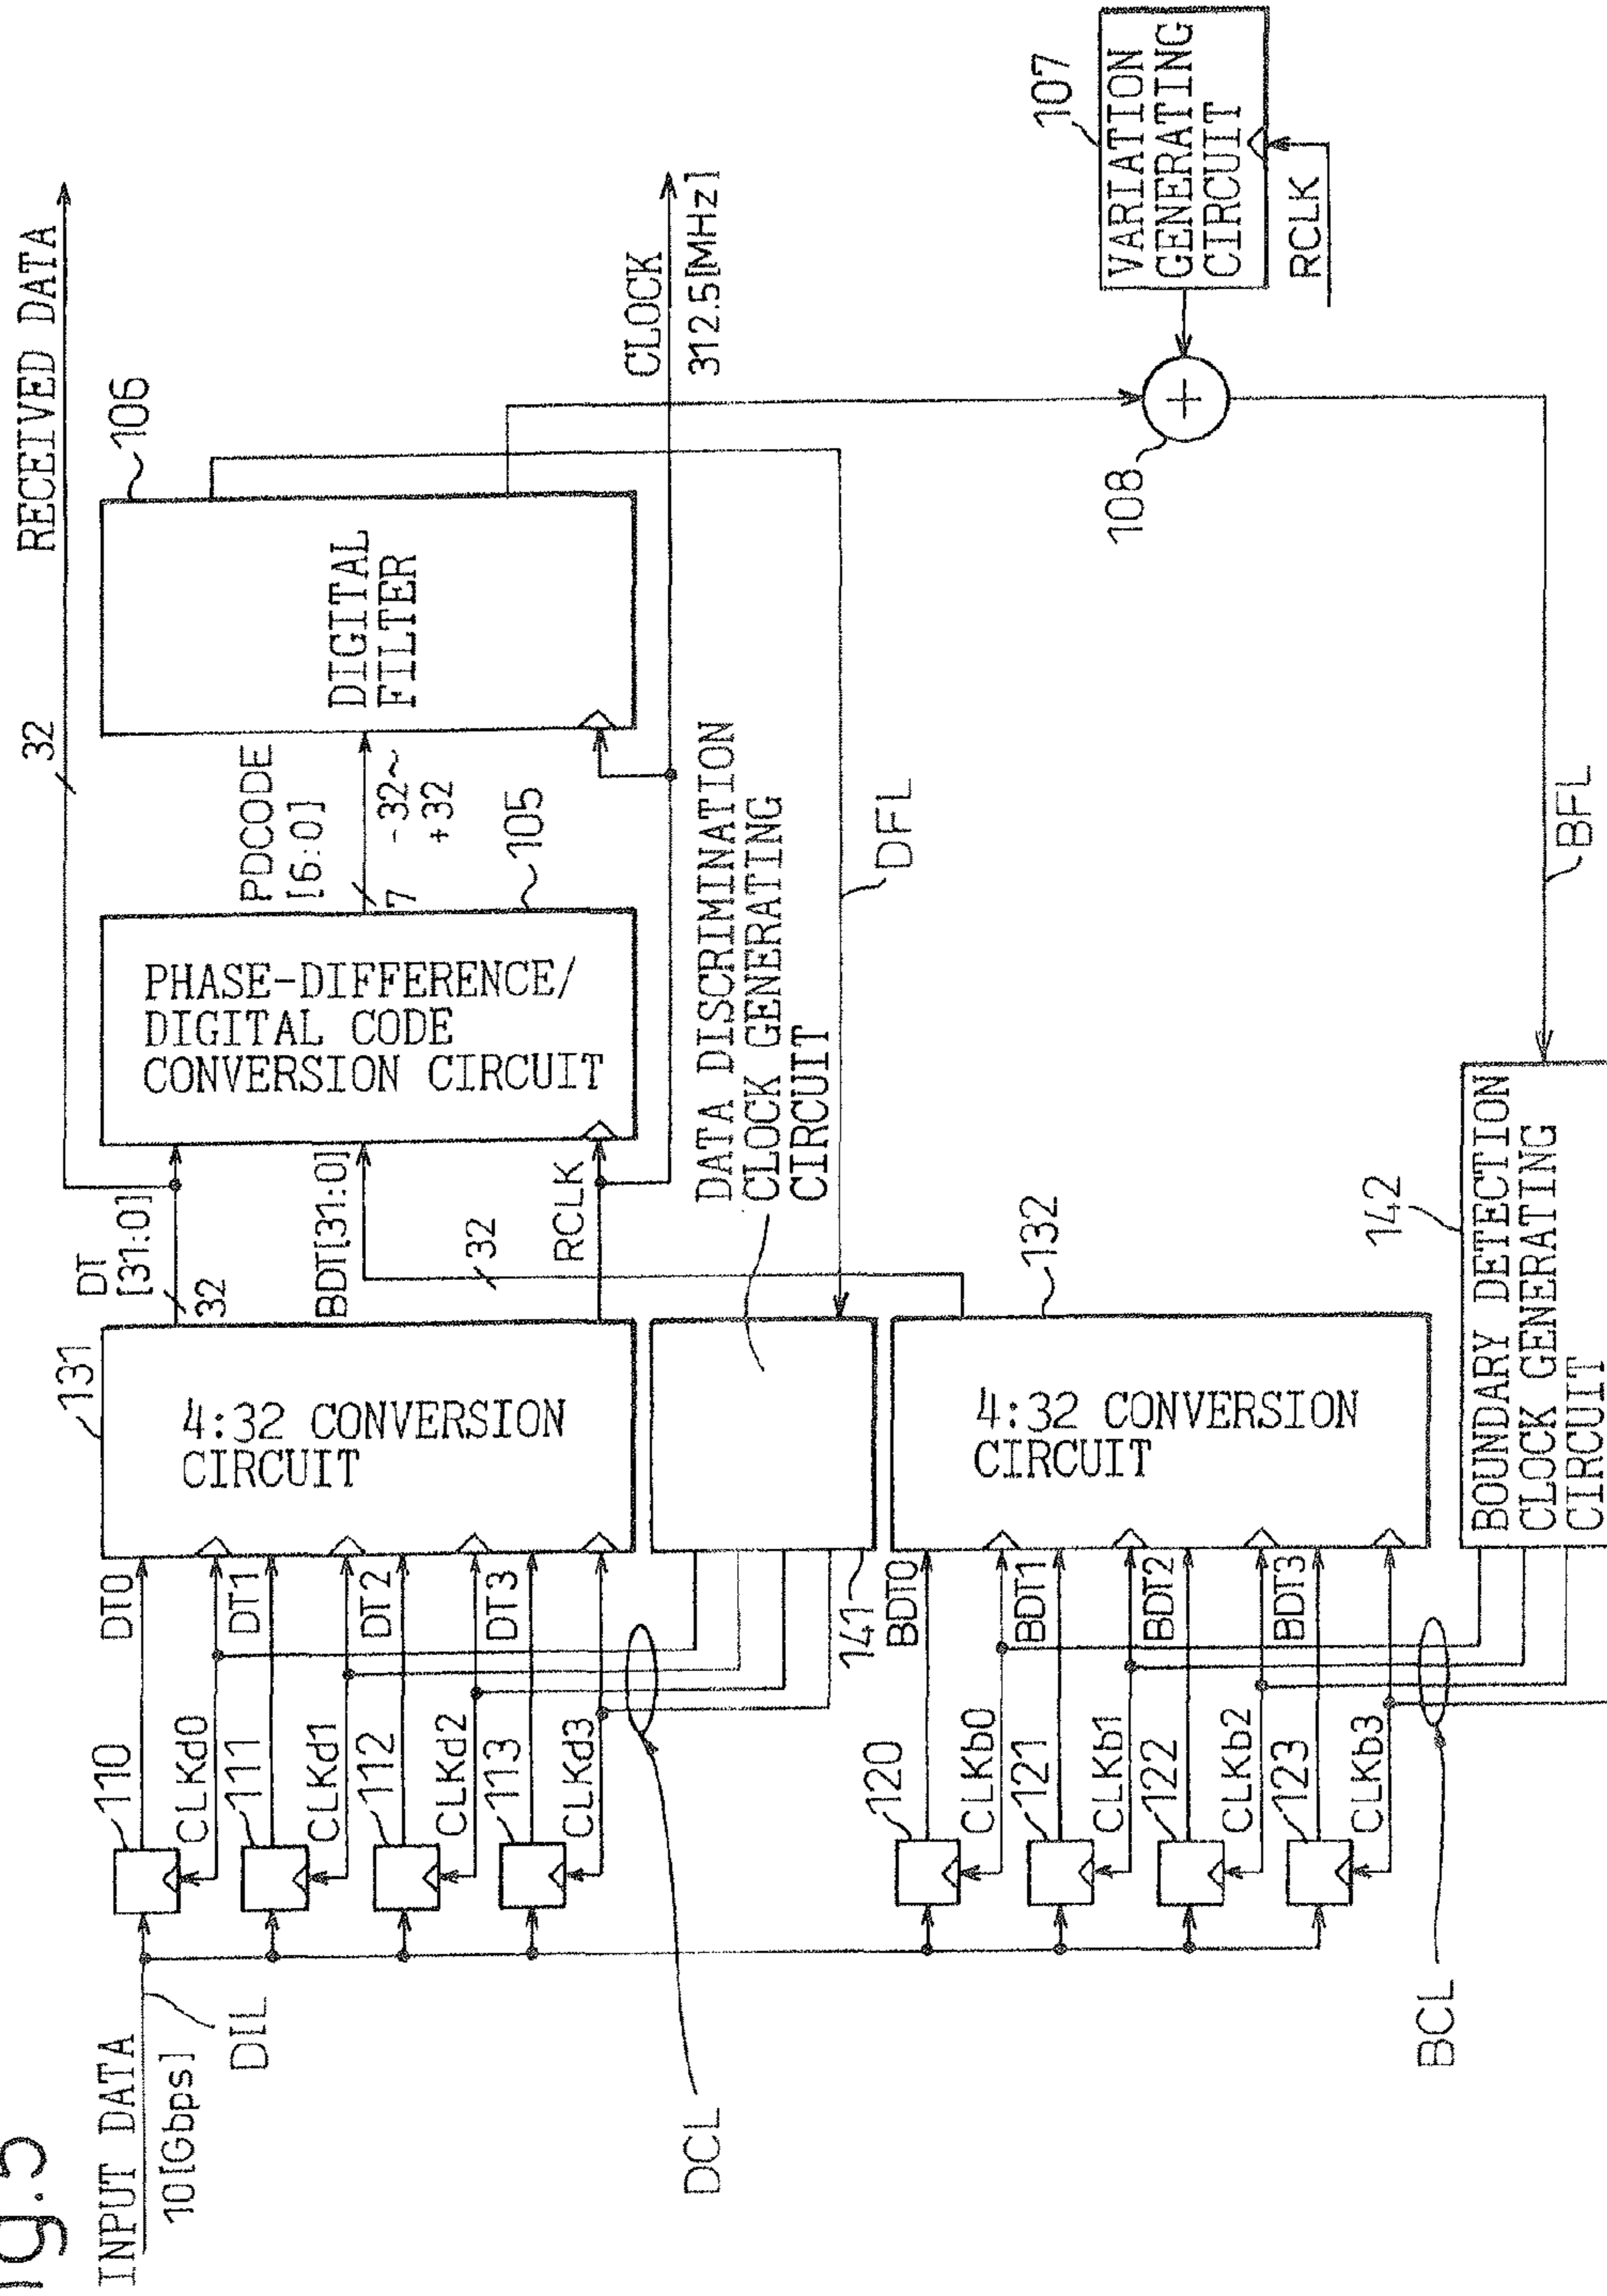 ig.5
INPUT DATA
10[Gbps]
DIL
110
CLKd0
111
CLKd1
112
CLKd2
113
CLKd3
DCL
120
CLKb0
121
CLKb1
122
CLKb2
123
CLKb3
BCL
DT0
DT1
DT2
DT3
141
BDT0
BDT1
BDT2
BDT3
131
4:32 CONVERSION
CIRCUIT
132
4:32 CONVERSION
CIRCUIT
142
BOUNDARY DETECTION
CLOCK GENERATING
CIRCUIT
DT
[31:0]
32
BDT[31:0]
32
RCLK
DATA DISCRIMINATION
CLOCK GENERATING
CIRCUIT
PHASE-DIFFERENCE/
DIGITAL CODE
CONVERSION CIRCUIT
105
PDCODE
[6:0]
7
-32~
+32
DFL
BFL
32
RECEIVED DATA
106
DIGITAL
FILTER
CLOCK
312.5[MHz]
108
+
107
VARIATION
GENERATING
CIRCUIT
RCLK